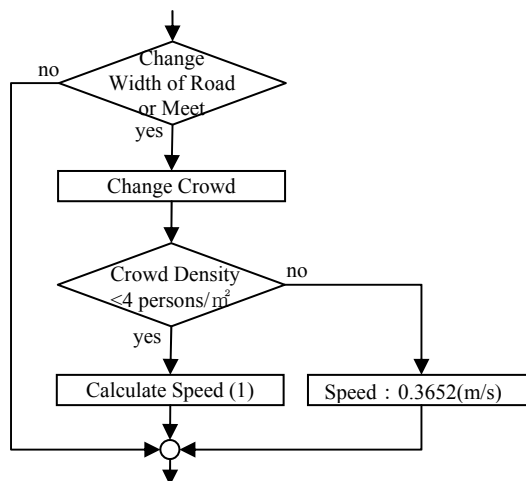 Change
Width of Road
or Meet
no
yes
Change Crowd
Crowd Density
<4 persons/㎡
no
yes
Calculate Speed (1)
Speed：0.3652(m/s)